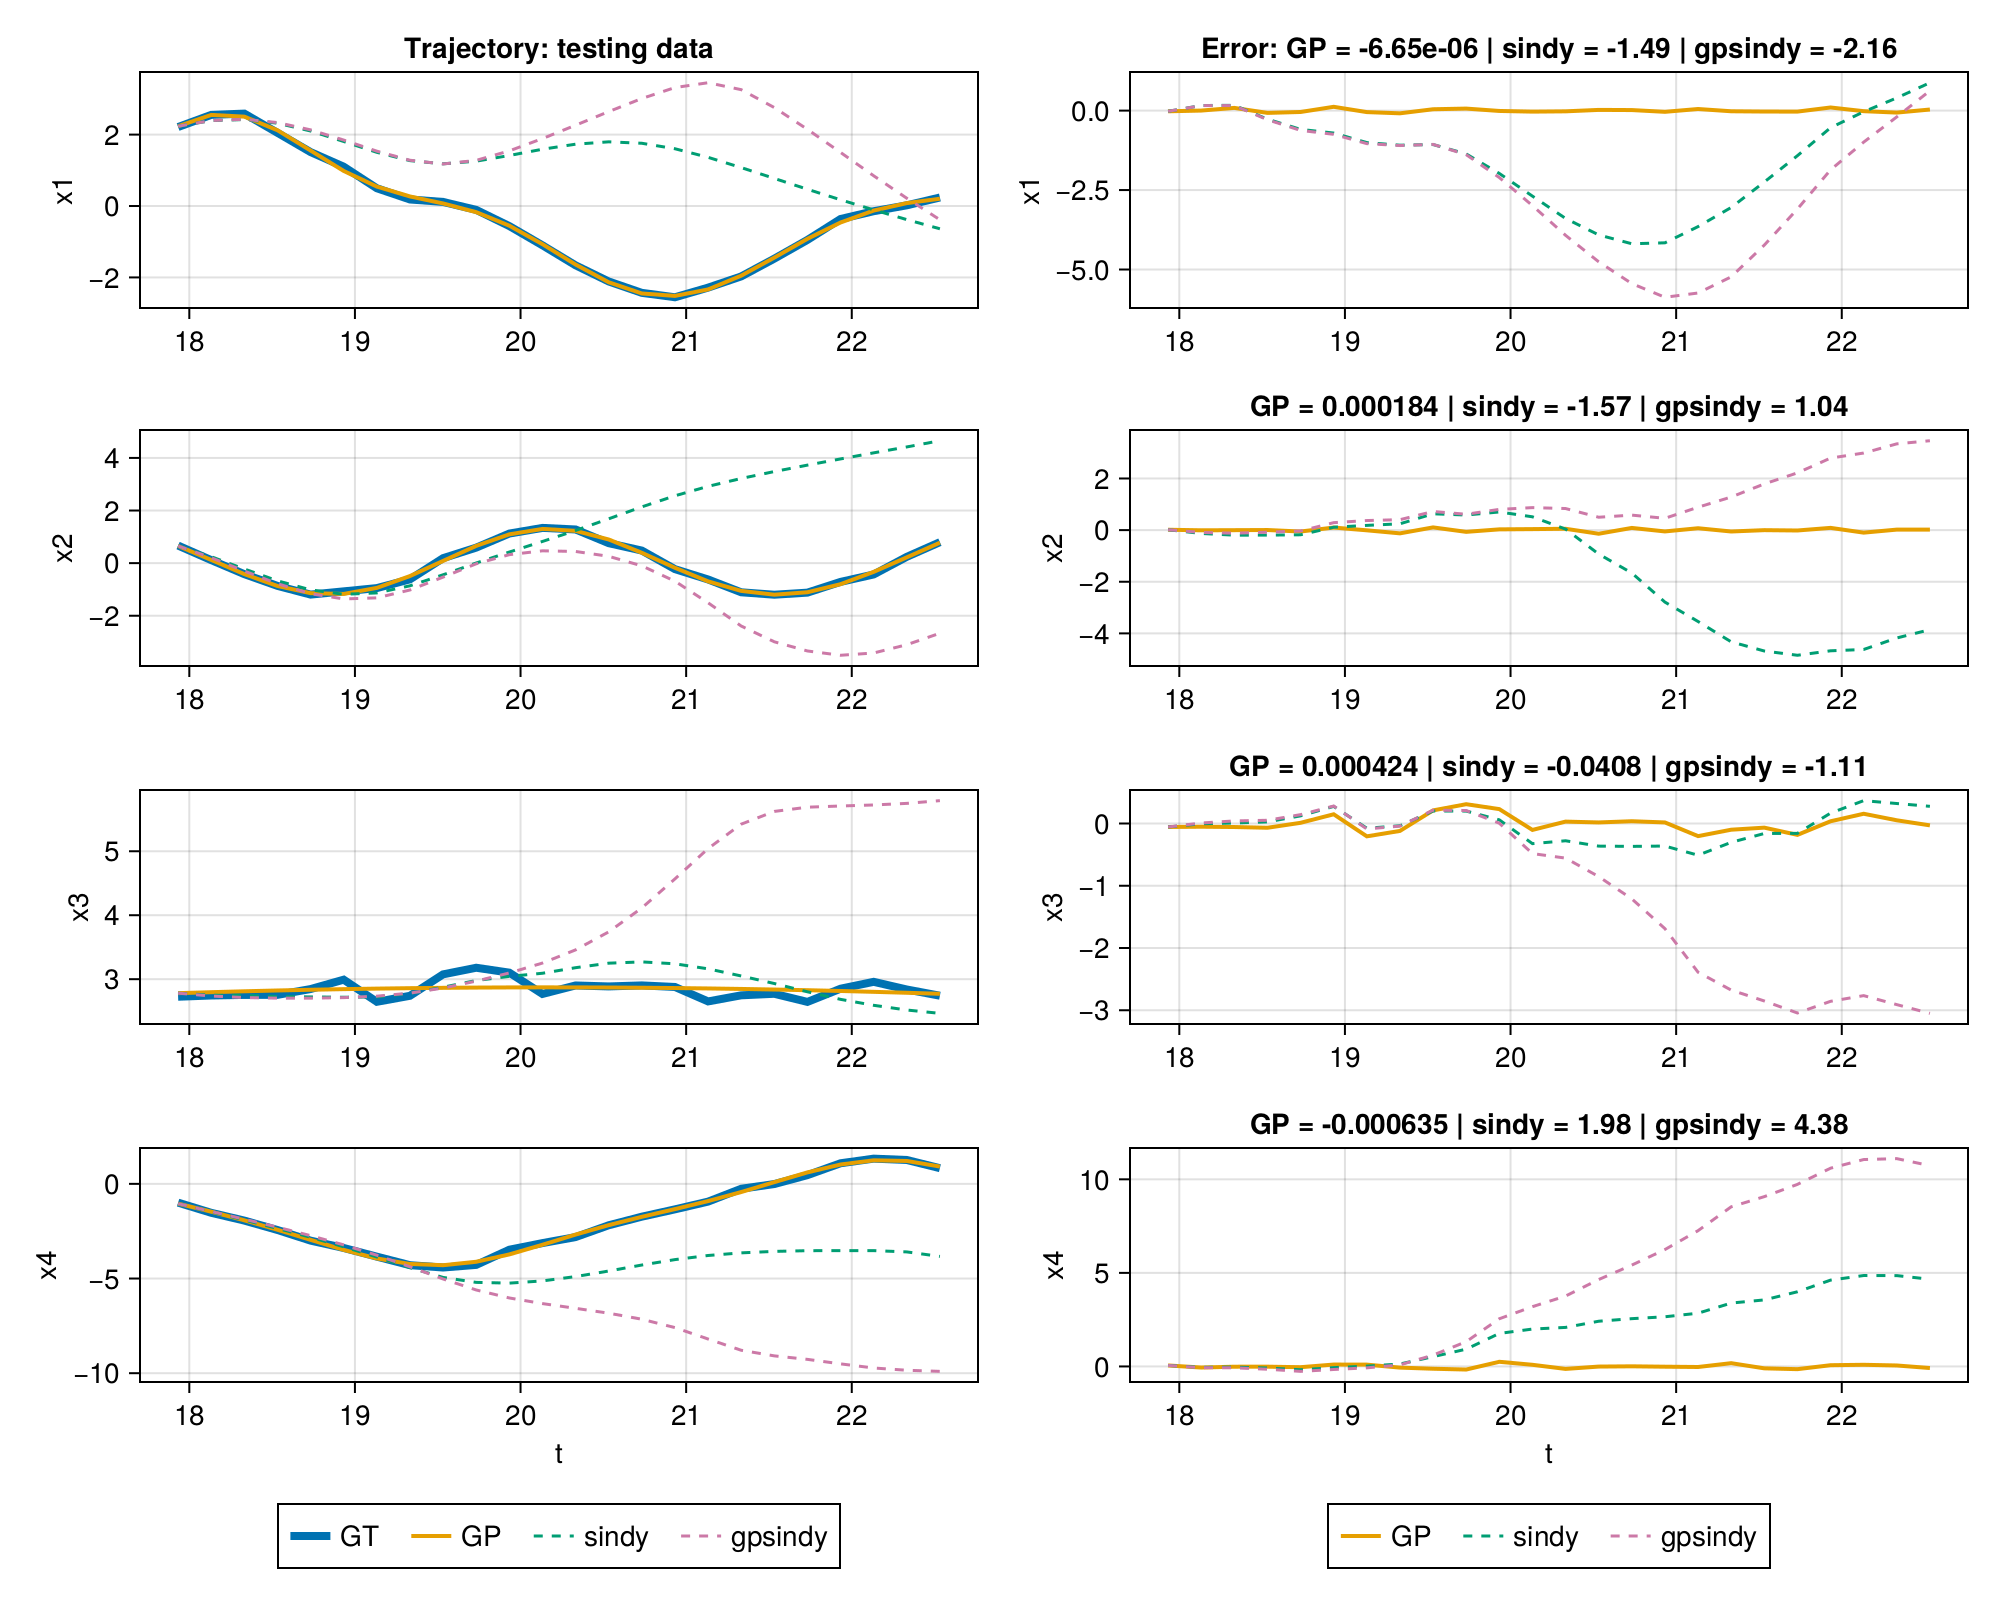 Trajectory: testing data
x1
2
0
−2
18 19 20 21 22
Error: GP = -6.65e-06 | sindy = -1.49 | gpsindy = -2.16
x1
0.0
−2.5
−5.0
18 19 20 21 22
x2
4
2
0
−2
18 19 20 21 22
GP = 0.000184 | sindy = -1.57 | gpsindy = 1.04
x2
2
0
−2
−4
18 19 20 21 22
x3
5
4
3
18 19 20 21 22
GP = 0.000424 | sindy = -0.0408 | gpsindy = -1.11
x3
0
−1
−2
−3
18 19 20 21 22
x4
0
−5
−10
18 19 20 21 22
t
GP = -0.000635 | sindy = 1.98 | gpsindy = 4.38
x4
10
5
0
18 19 20 21 22
t
GT GP sindy gpsindy
GP sindy gpsindy